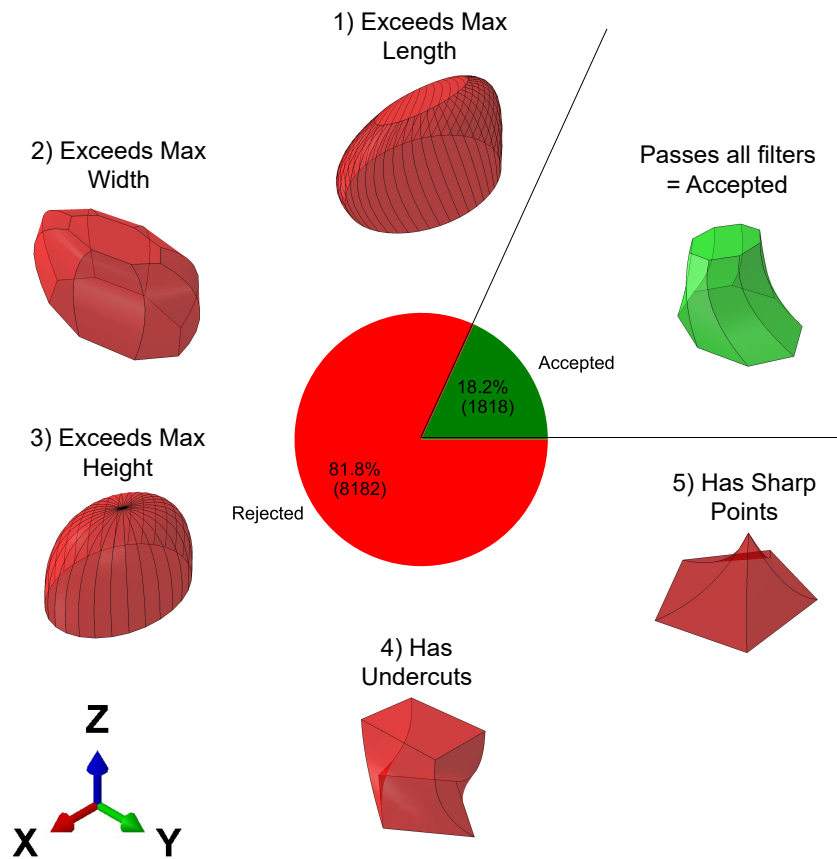 1) Exceeds Max
Length
2) Exceeds Max
Width
Passes all filters
= Accepted
Accepted
18.2%
(1818)
81.8%
(8182)
Rejected
3) Exceeds Max
Height
5) Has Sharp
Points
4) Has
Undercuts
Z
X
Y